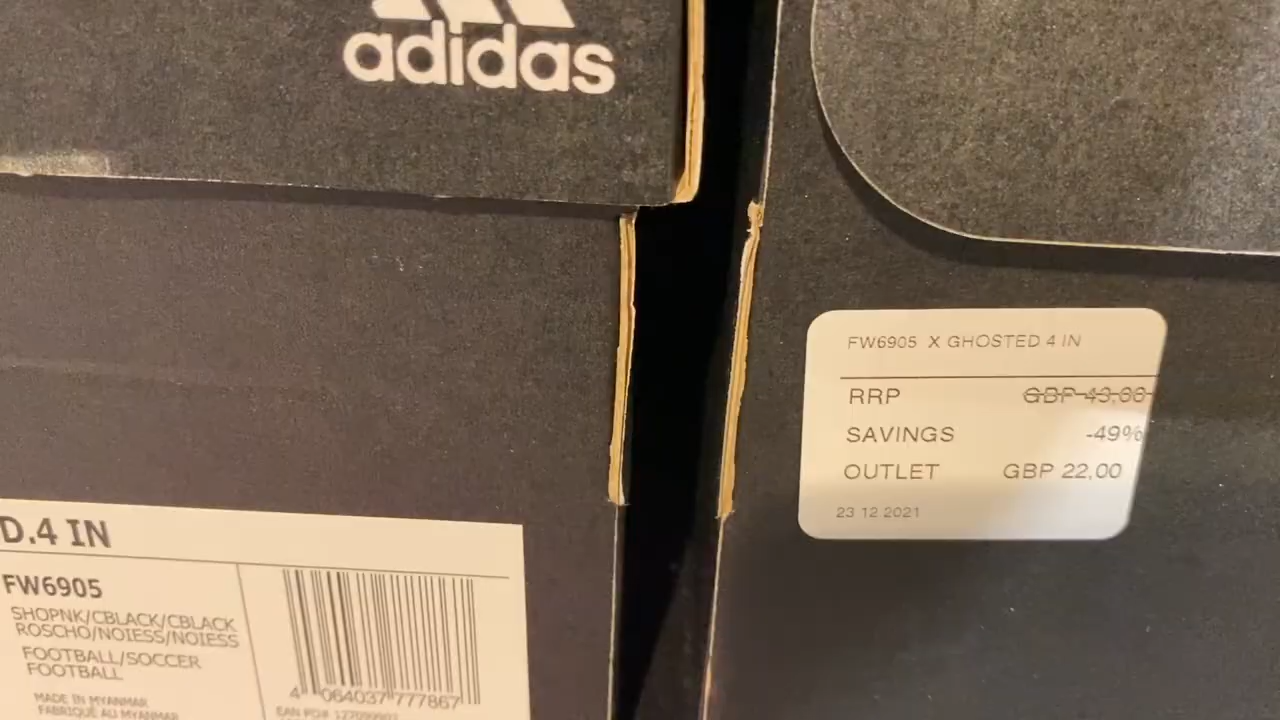 adidas
FW6905 X GHOSTED 4 IN
RRP GBP 43,00
SAVINGS -49%
OUTLET GBP 22,00
23 12 2021
D.4 IN
FW6905
SHOPNK/CBLACK/CBLACK
ROSCHO/NOIESS/NOIESS
FOOTBALL/SOCCER
FOOTBALL
MADE IN MYANMAR
FABRIQUÉ AU MYANMAR
4 064037 777867
EAN PO#